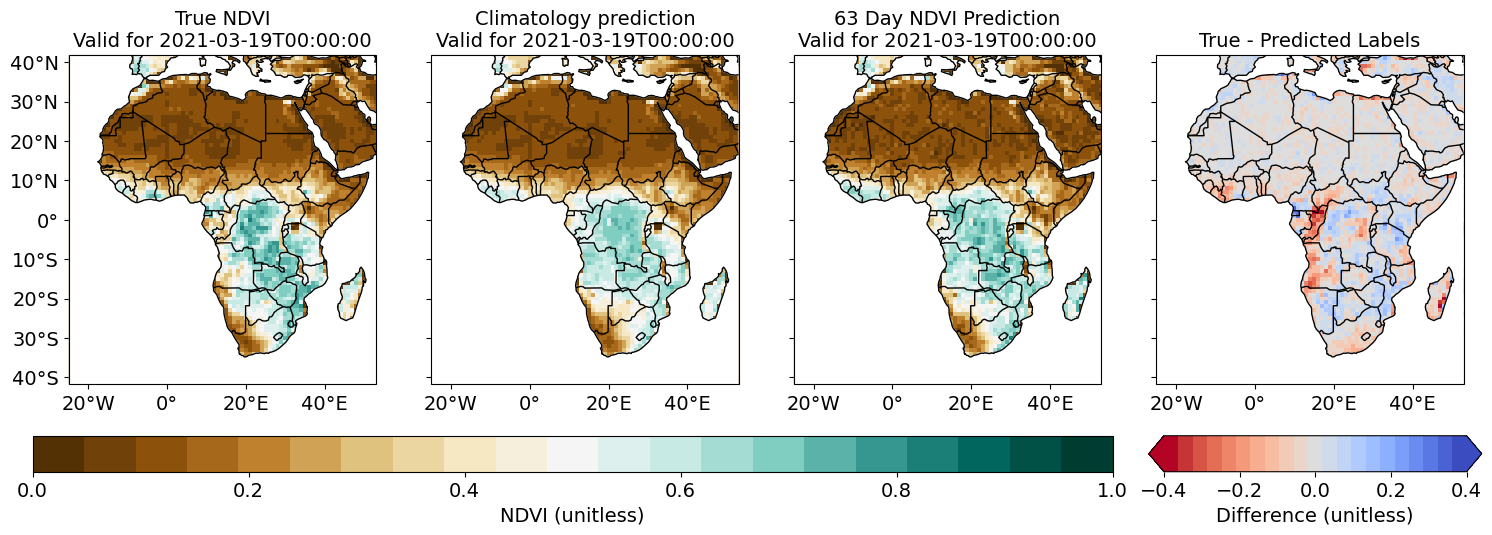 True NDVI
Valid for 2021-03-19T00:00:00
Climatology prediction
Valid for 2021-03-19T00:00:00
63 Day NDVI Prediction
Valid for 2021-03-19T00:00:00
True - Predicted Labels
40°N
30°N
20°N
10°N
0°
10°S
20°S
30°S
40°S
20°W 0° 20°E 40°E
20°W 0° 20°E 40°E
20°W 0° 20°E 40°E
20°W 0° 20°E 40°E
0.0 0.2 0.4 0.6 0.8 1.0
NDVI (unitless)
−0.4 −0.2 0.0 0.2 0.4
Difference (unitless)